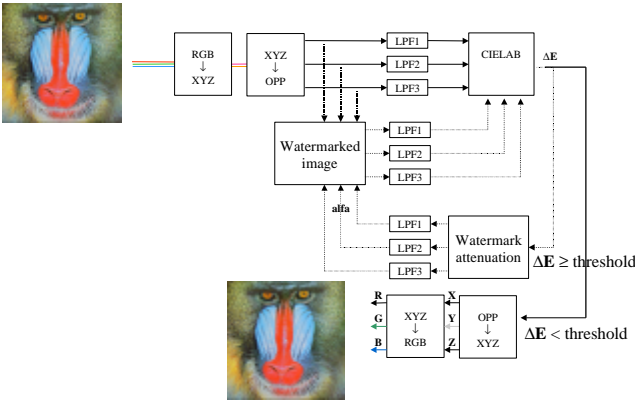 RGB
↓
XYZ
XYZ
↓
OPP
LPF1
LPF2
LPF3
CIELAB
ΔE
Watermarked
image
LPF1
LPF2
LPF3
alfa
LPF1
LPF2
LPF3
Watermark
attenuation
ΔE ≥ threshold
R
G
B
XYZ
↓
RGB
X
Y
Z
OPP
↓
XYZ
ΔE < threshold